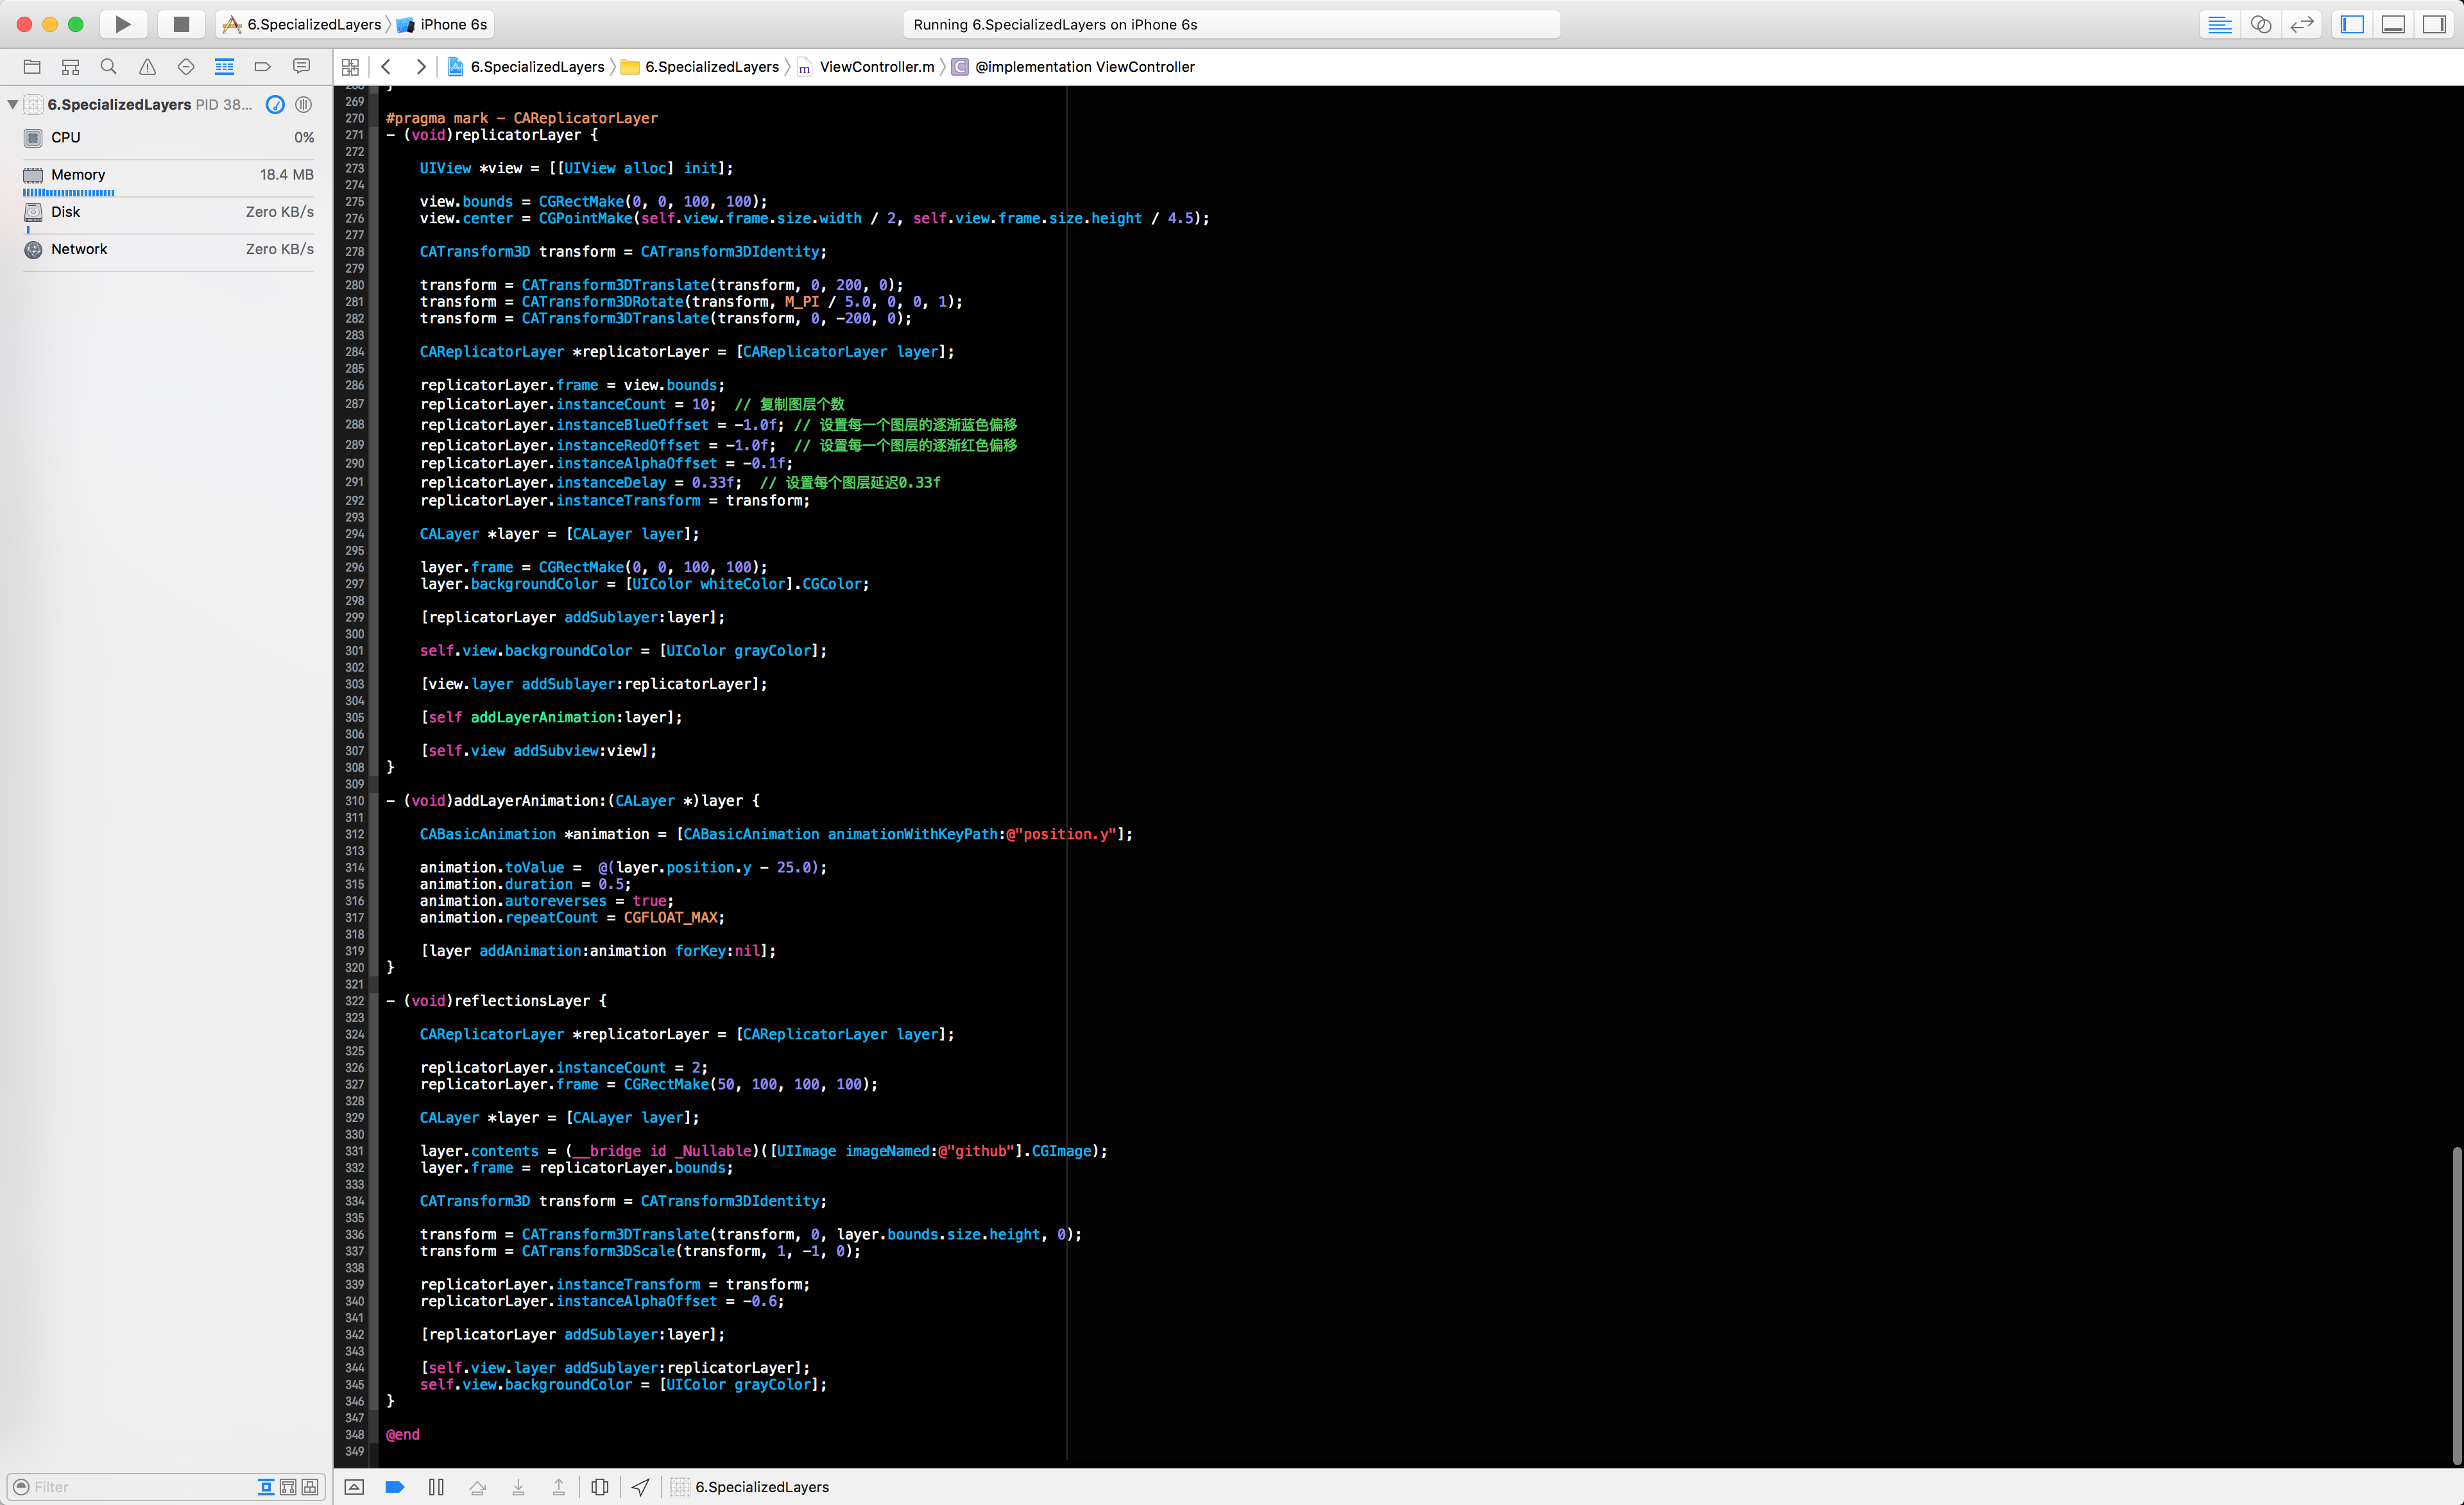 6.SpecializedLayers
iPhone 6s
Running 6.SpecializedLayers on iPhone 6s
6.SpecializedLayers
6.SpecializedLayers
ViewController.m
C
@implementation ViewController
6.SpecializedLayers PID 38...
CPU 0%
Memory 18.4 MB
Disk Zero KB/s
Network Zero KB/s
268 }
269
270 #pragma mark - CAReplicatorLayer
271 - (void)replicatorLayer {
272
273 UIView *view = [[UIView alloc] init];
274
275 view.bounds = CGRectMake(0, 0, 100, 100);
276 view.center = CGPointMake(self.view.frame.size.width / 2, self.view.frame.size.height / 4.5);
277
278 CATransform3D transform = CATransform3DIdentity;
279
280 transform = CATransform3DTranslate(transform, 0, 200, 0);
281 transform = CATransform3DRotate(transform, M_PI / 5.0, 0, 0, 1);
282 transform = CATransform3DTranslate(transform, 0, -200, 0);
283
284 CAReplicatorLayer *replicatorLayer = [CAReplicatorLayer layer];
285
286 replicatorLayer.frame = view.bounds;
287 replicatorLayer.instanceCount = 10;  // 复制图层个数
288 replicatorLayer.instanceBlueOffset = -1.0f; // 设置每一个图层的逐渐蓝色偏移
289 replicatorLayer.instanceRedOffset = -1.0f;  // 设置每一个图层的逐渐红色偏移
290 replicatorLayer.instanceAlphaOffset = -0.1f;
291 replicatorLayer.instanceDelay = 0.33f;  // 设置每个图层延迟0.33f
292 replicatorLayer.instanceTransform = transform;
293
294 CALayer *layer = [CALayer layer];
295
296 layer.frame = CGRectMake(0, 0, 100, 100);
297 layer.backgroundColor = [UIColor whiteColor].CGColor;
298
299 [replicatorLayer addSublayer:layer];
300
301 self.view.backgroundColor = [UIColor grayColor];
302
303 [view.layer addSublayer:replicatorLayer];
304
305 [self addLayerAnimation:layer];
306
307 [self.view addSubview:view];
308 }
309
310 - (void)addLayerAnimation:(CALayer *)layer {
311
312 CABasicAnimation *animation = [CABasicAnimation animationWithKeyPath:@"position.y"];
313
314 animation.toValue =  @(layer.position.y - 25.0);
315 animation.duration = 0.5;
316 animation.autoreverses = true;
317 animation.repeatCount = CGFLOAT_MAX;
318
319 [layer addAnimation:animation forKey:nil];
320 }
321
322 - (void)reflectionsLayer {
323
324 CAReplicatorLayer *replicatorLayer = [CAReplicatorLayer layer];
325
326 replicatorLayer.instanceCount = 2;
327 replicatorLayer.frame = CGRectMake(50, 100, 100, 100);
328
329 CALayer *layer = [CALayer layer];
330
331 layer.contents = (__bridge id _Nullable)([UIImage imageNamed:@"github"].CGImage);
332 layer.frame = replicatorLayer.bounds;
333
334 CATransform3D transform = CATransform3DIdentity;
335
336 transform = CATransform3DTranslate(transform, 0, layer.bounds.size.height, 0);
337 transform = CATransform3DScale(transform, 1, -1, 0);
338
339 replicatorLayer.instanceTransform = transform;
340 replicatorLayer.instanceAlphaOffset = -0.6;
341
342 [replicatorLayer addSublayer:layer];
343
344 [self.view.layer addSublayer:replicatorLayer];
345 self.view.backgroundColor = [UIColor grayColor];
346 }
347
348 @end
349
Filter
6.SpecializedLayers